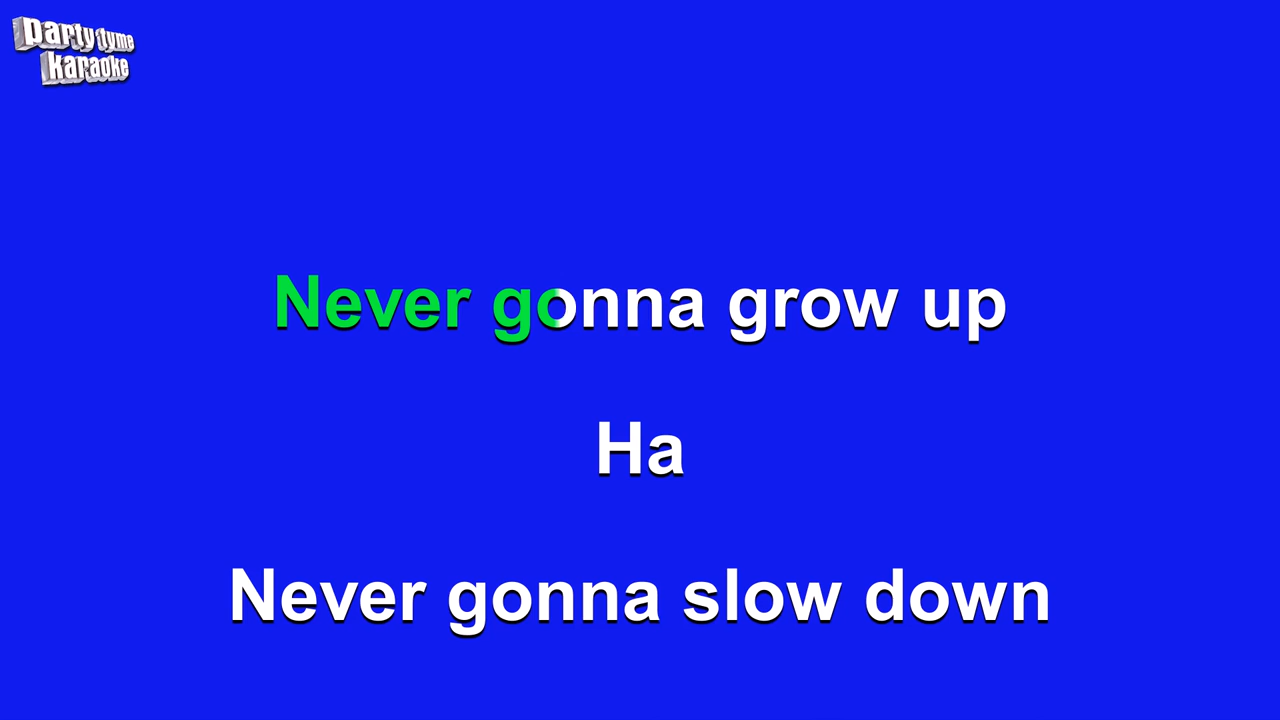 party tyme
karaoke
Never gonna grow up
Ha
Never gonna slow down